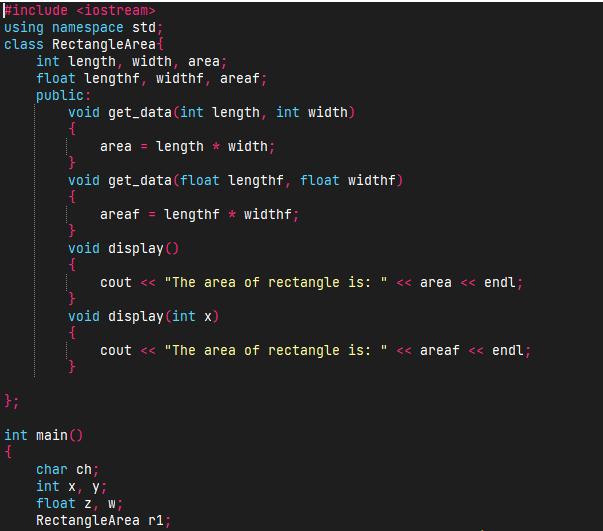 #include <iostream>
using namespace std;
class RectangleArea{
    int length, width, area;
    float lengthf, widthf, areaf;
    public:
        void get_data(int length, int width)
        {
            area = length * width;
        }
        void get_data(float lengthf, float widthf)
        {
            areaf = lengthf * widthf;
        }
        void display()
        {
            cout << "The area of rectangle is: " << area << endl;
        }
        void display(int x)
        {
            cout << "The area of rectangle is: " << areaf << endl;
        }

};

int main()
{
    char ch;
    int x, y;
    float z, w;
    RectangleArea r1;